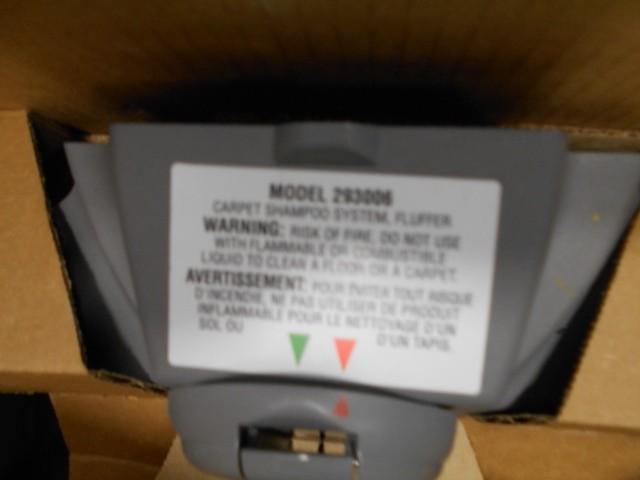 MODEL 293006
CARPET SHAMPOO SYSTEM, FLUFFER
WARNING: RISK OF FIRE; DO NOT USE
WITH FLAMMABLE OR COMBUSTIBLE
LIQUID TO CLEAN A FLOOR OR A CARPET.
AVERTISSEMENT: POUR ÉVITER TOUT RISQUE
D'INCENDIE, NE PAS UTILISER DE PRODUIT
INFLAMMABLE POUR LE NETTOYAGE D'UN
SOL OU D'UN TAPIS.